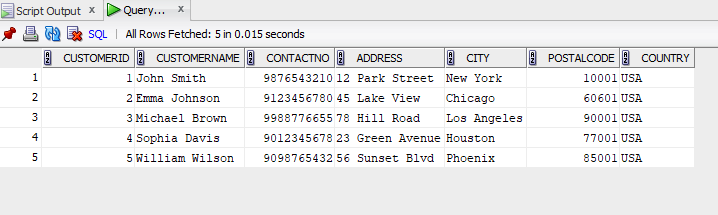 Script Output x Query... x
SQL | All Rows Fetched: 5 in 0.015 seconds
CUSTOMERID CUSTOMERNAME CONTACTNO ADDRESS CITY POSTALCODE COUNTRY
1 1 John Smith 9876543210 12 Park Street New York 10001 USA
2 2 Emma Johnson 9123456780 45 Lake View Chicago 60601 USA
3 3 Michael Brown 9988776655 78 Hill Road Los Angeles 90001 USA
4 4 Sophia Davis 9012345678 23 Green Avenue Houston 77001 USA
5 5 William Wilson 9098765432 56 Sunset Blvd Phoenix 85001 USA